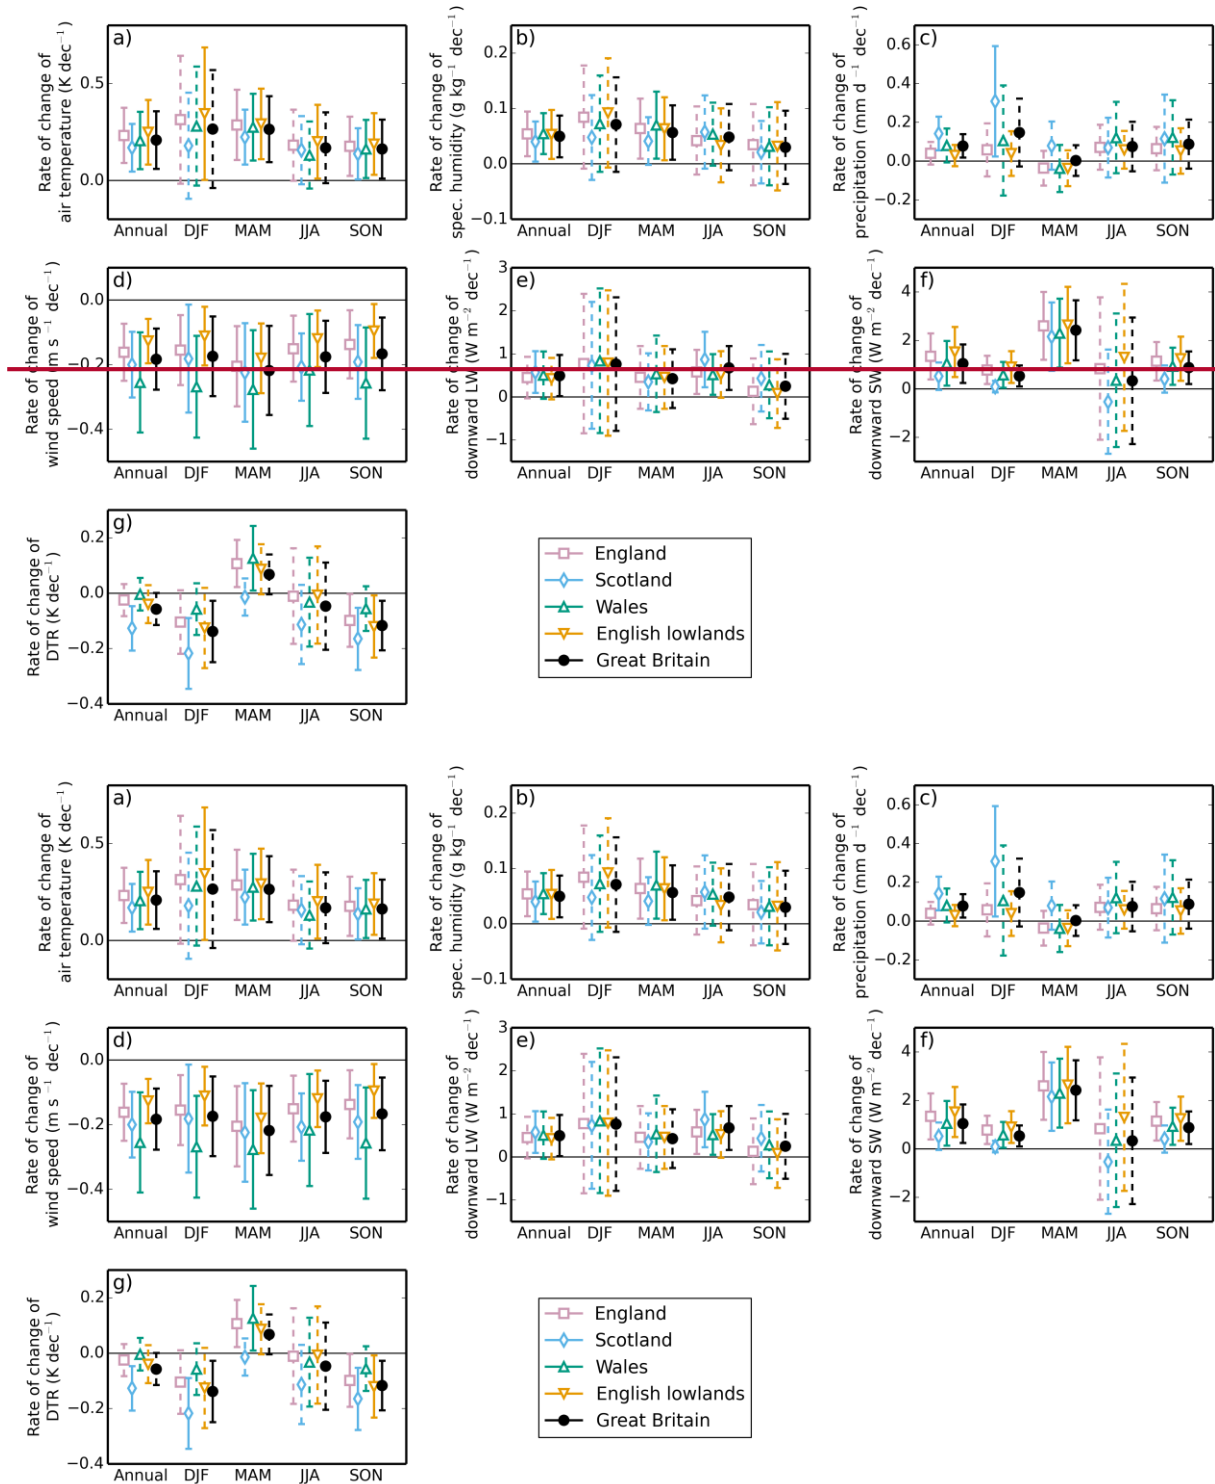 a)
Rate of change of
air temperature (K dec⁻¹)
0.5
0.0
Annual DJF MAM JJA SON
b)
Rate of change of
spec. humidity (g kg⁻¹ dec⁻¹)
0.2
0.1
0.0
−0.1
Annual DJF MAM JJA SON
c)
Rate of change of
precipitation (mm d⁻¹ dec⁻¹)
0.6
0.4
0.2
0.0
−0.2
Annual DJF MAM JJA SON
d)
Rate of change of
wind speed (m s⁻¹ dec⁻¹)
0.0
−0.2
−0.4
Annual DJF MAM JJA SON
e)
Rate of change of
downward LW (W m⁻² dec⁻¹)
3
2
1
0
−1
Annual DJF MAM JJA SON
f)
Rate of change of
downward SW (W m⁻² dec⁻¹)
4
2
0
−2
Annual DJF MAM JJA SON
g)
Rate of change of
DTR (K dec⁻¹)
0.2
0.0
−0.2
−0.4
Annual DJF MAM JJA SON
England
Scotland
Wales
English lowlands
Great Britain
a)
Rate of change of
air temperature (K dec⁻¹)
0.5
0.0
Annual DJF MAM JJA SON
b)
Rate of change of
spec. humidity (g kg⁻¹ dec⁻¹)
0.2
0.1
0.0
−0.1
Annual DJF MAM JJA SON
c)
Rate of change of
precipitation (mm d⁻¹ dec⁻¹)
0.6
0.4
0.2
0.0
−0.2
Annual DJF MAM JJA SON
d)
Rate of change of
wind speed (m s⁻¹ dec⁻¹)
0.0
−0.2
−0.4
Annual DJF MAM JJA SON
e)
Rate of change of
downward LW (W m⁻² dec⁻¹)
3
2
1
0
−1
Annual DJF MAM JJA SON
f)
Rate of change of
downward SW (W m⁻² dec⁻¹)
4
2
0
−2
Annual DJF MAM JJA SON
g)
Rate of change of
DTR (K dec⁻¹)
0.2
0.0
−0.2
−0.4
Annual DJF MAM JJA SON
England
Scotland
Wales
English lowlands
Great Britain